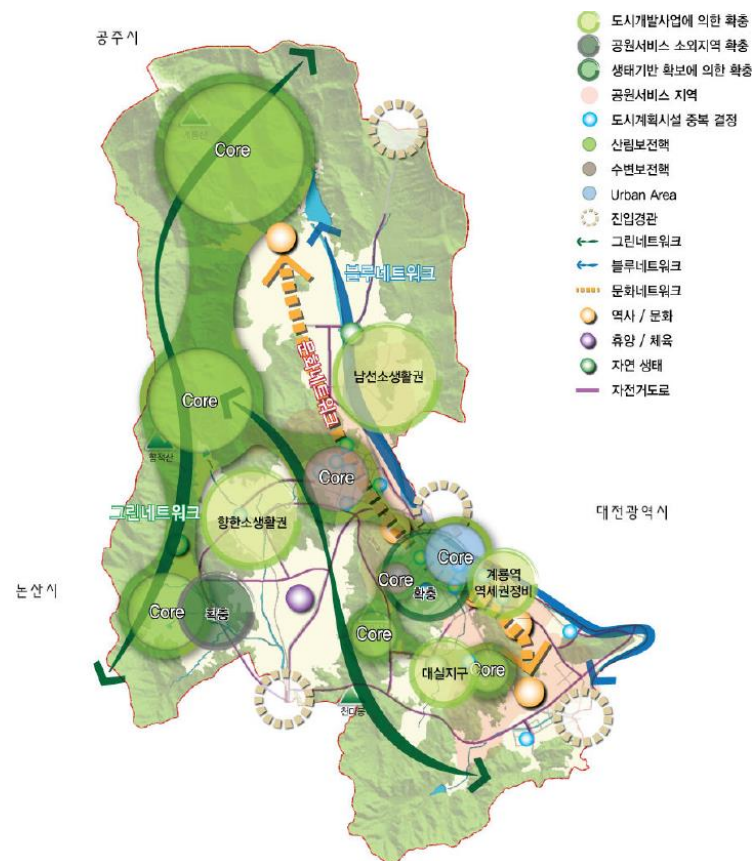 공주시
도시개발사업에 의한 확충
공원서비스 소외지역 확충
생태기반 확보에 의한 확충
공원서비스 지역
도시계획시설 중복 결정
산림보전핵
수변보전핵
Urban Area
진입경관
그린네트워크
블루네트워크
문화네트워크
역사 / 문화
휴양 / 체육
자연 생태
자전거도로
Core
블루네트워크
문화네트워크
남선소생활권
Core
Core
그린네트워크
향한소생활권
대전광역시
Core
계룡역
역세권정비
논산시
Core
확충
Core
확충
Core
대실지구
Core